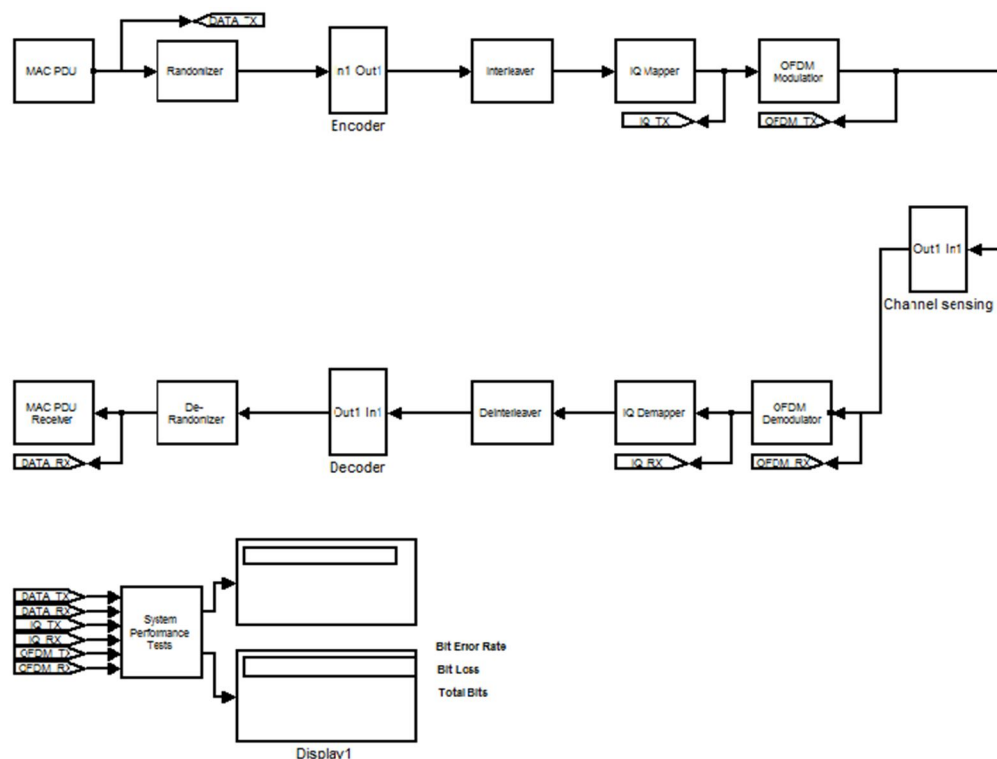 DATA_TX
MAC PDU
Randomizer
n1 Out1
Encoder
Interleaver
IQ Mapper
OFDM
Modulatior
IQ_TX
OFDM_TX
Out1 In1
Channel sensing
MAC PDU
Receiver
De-
Randomizer
Out1 In1
Decoder
DeInterleaver
IQ Demapper
OFDM
Demodulator
DATA_RX
IQ_RX
OFDM_RX
DATA_TX
DATA_RX
IQ_TX
IQ_RX
OFDM_TX
OFDM_RX
System
Performance
Tests
Bit Error Rate
Bit Loss
Total Bits
Display1